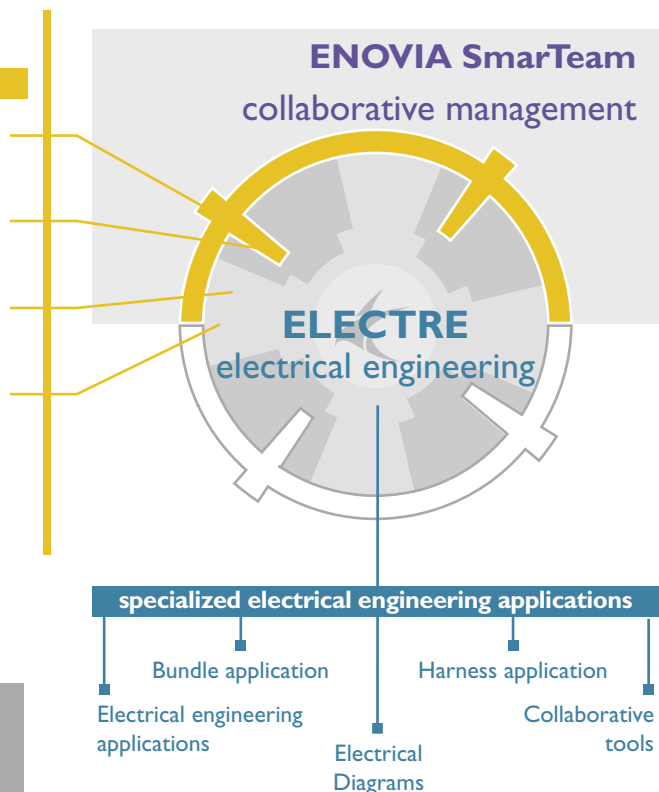 ENOVIA SmarTeam
collaborative management
ELECTRE
electrical engineering
specialized electrical engineering applications
Bundle application
Harness application
Electrical engineering
applications
Collaborative
tools
Electrical
Diagrams